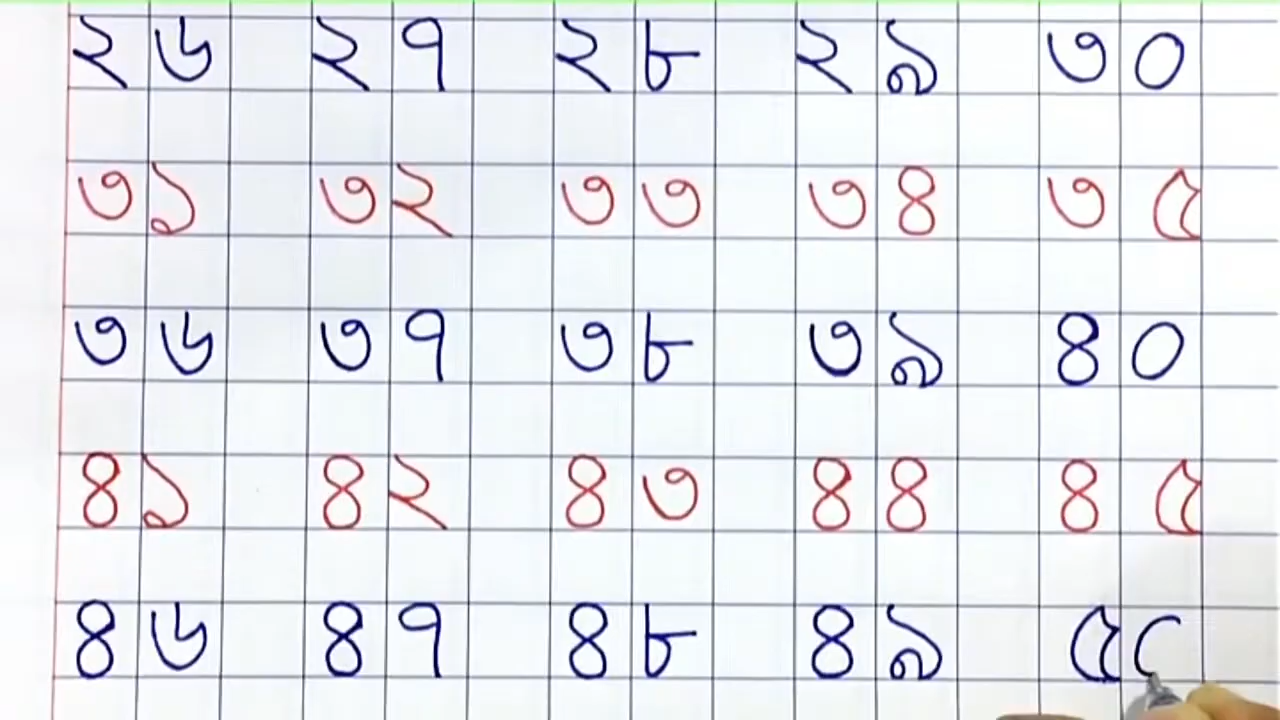 ২৬ ২৭ ২৮ ২৯ ৩০
৩১ ৩২ ৩৩ ৩৪ ৩৫
৩৬ ৩৭ ৩৮ ৩৯ ৪০
৪১ ৪২ ৪৩ ৪৪ ৪৫
৪৬ ৪৭ ৪৮ ৪৯ ৫